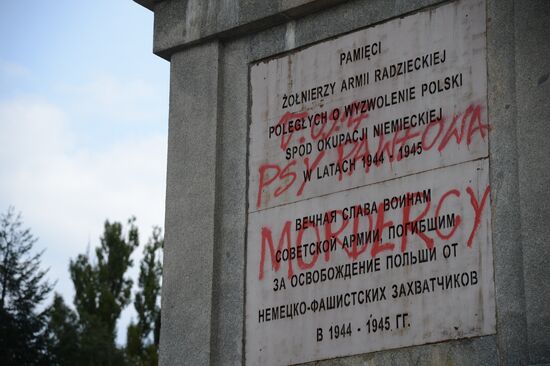 PAMIĘCI
ŻOŁNIERZY ARMII RADZIECKIEJ
POLEGŁYCH O WYZWOLENIE POLSKI
SPOD OKUPACJI NIEMIECKIEJ
W LATACH 1944 - 1945
ВЕЧНАЯ СЛАВА ВОИНАМ
СОВЕТСКОЙ АРМИИ, ПОГИБШИМ
ЗА ОСВОБОЖДЕНИЕ ПОЛЬШИ ОТ
НЕМЕЦКО-ФАШИСТСКИХ ЗАХВАТЧИКОВ
В 1944 - 1945 ГГ.
PSY PAWŁOWA
MORDERCY